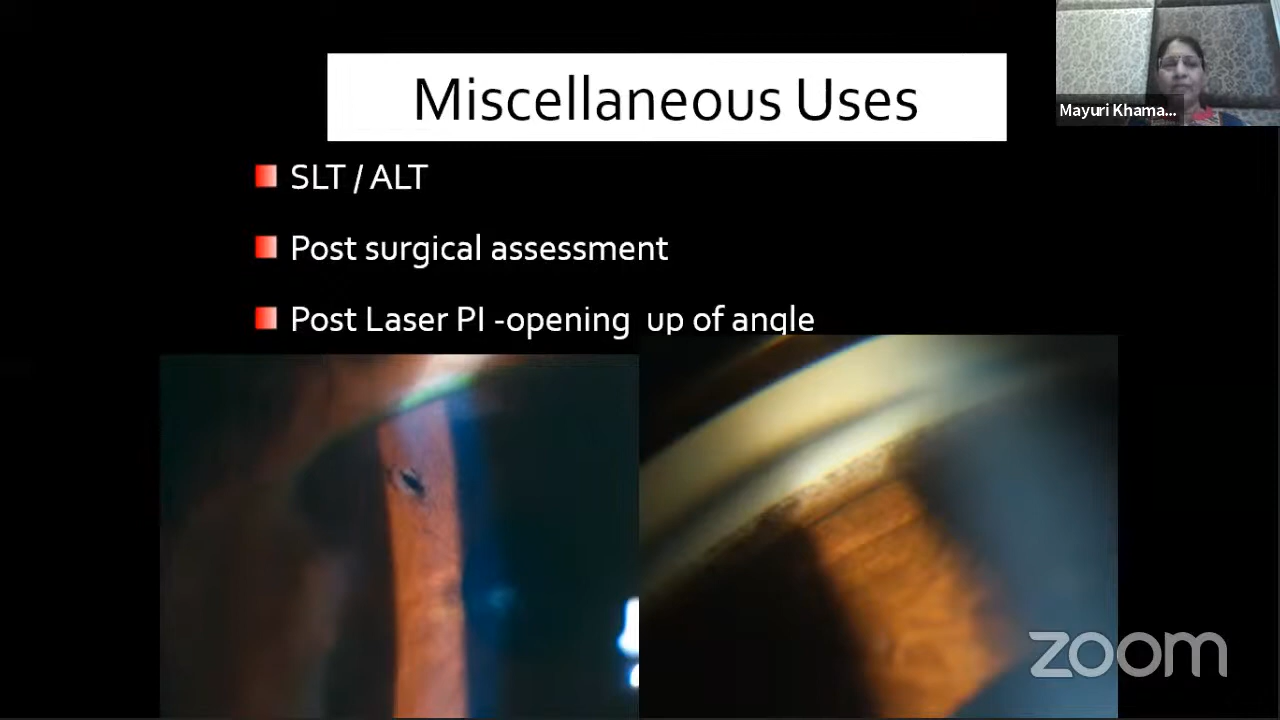 Miscellaneous Uses
Mayuri Khama...
SLT / ALT
Post surgical assessment
Post Laser PI -opening up of angle
zoom